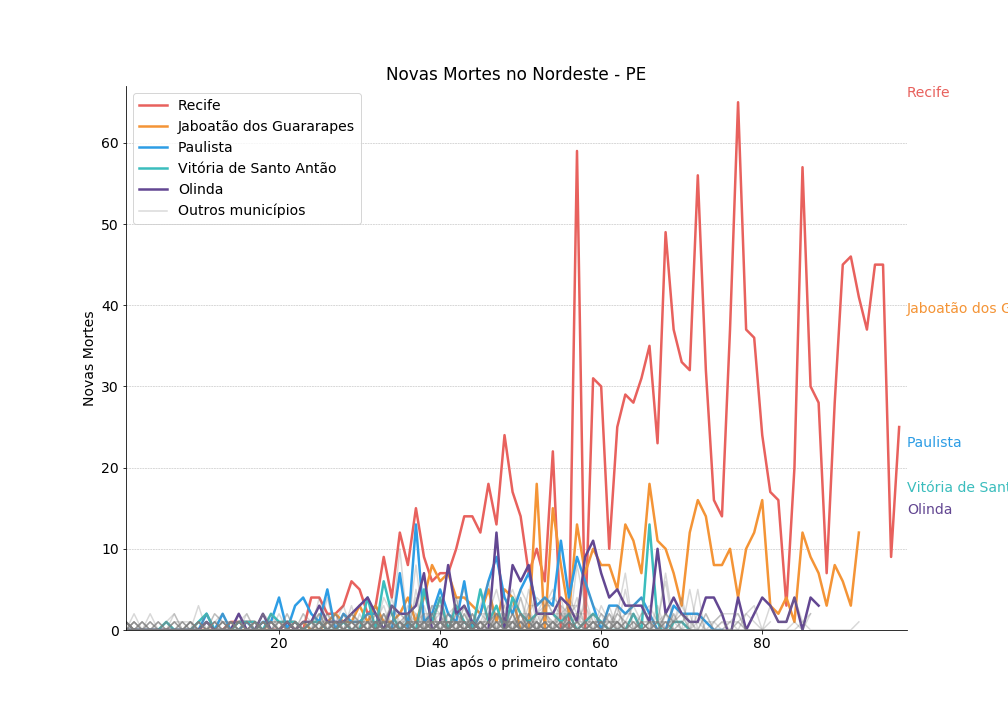 Novas Mortes no Nordeste - PE
Recife
Jaboatão dos Guararapes
Paulista
Vitória de Santo Antão
Olinda
Outros municípios
Recife
Jaboatão dos G
Paulista
Vitória de Sant
Olinda
60
50
40
30
20
10
0
Novas Mortes
20
40
60
80
Dias após o primeiro contato